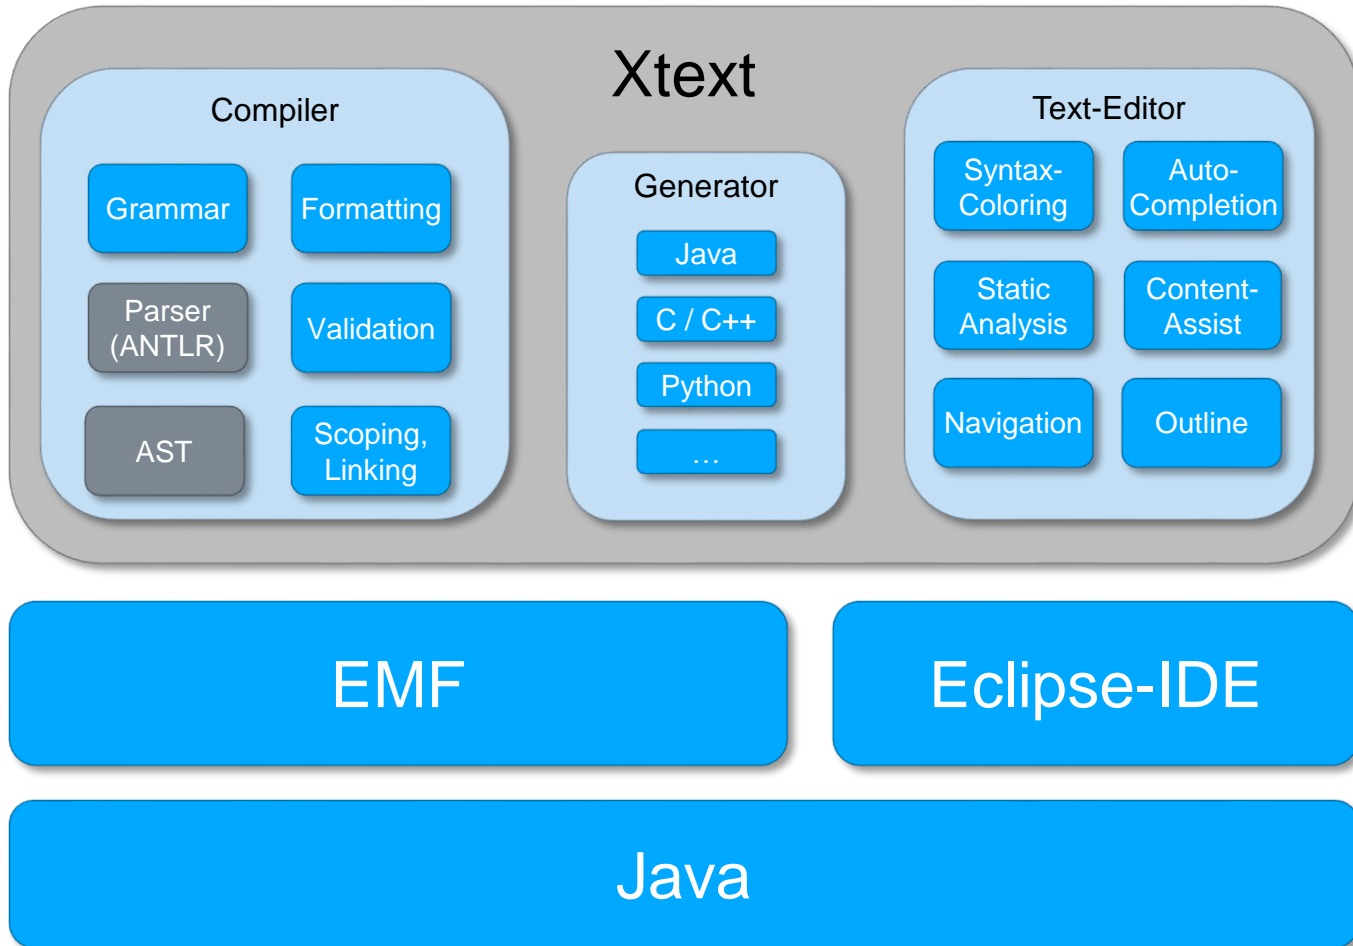 Xtext
Compiler
Grammar
Formatting
Parser
(ANTLR)
Validation
AST
Scoping,
Linking
Generator
Java
C / C++
Python
…
Text-Editor
Syntax-
Coloring
Auto-
Completion
Static
Analysis
Content-
Assist
Navigation
Outline
EMF
Eclipse-IDE
Java